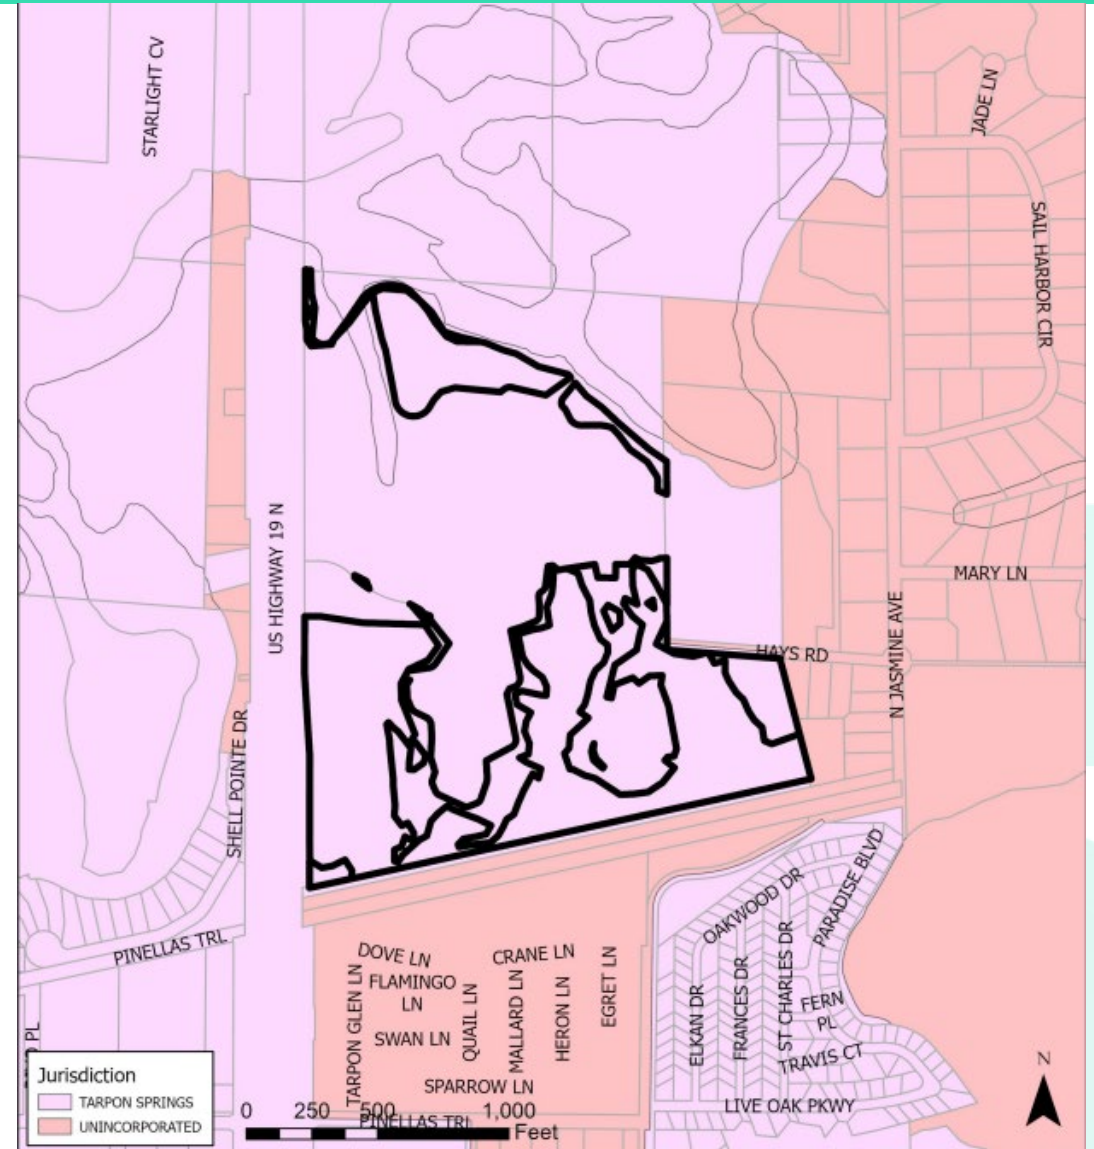 STARLIGHT CV
JADE LN
SAIL HARBOR CIR
US HIGHWAY 19 N
MARY LN
HAYS RD
N JASMINE AVE
SHELL POINTE DR
PINELLAS TRL
OAKWOOD DR
PARADISE BLVD
DOVE LN
CRANE LN
FLAMINGO
LN
TARPON GLEN LN
QUAIL LN
MALLARD LN
HERON LN
EGRET LN
SWAN LN
SPARROW LN
ELKAN DR
FRANCES DR
ST CHARLES DR
FERN
PL
TRAVIS CT
LIVE OAK PKWY
PINELLAS TRL
PL
Jurisdiction
TARPON SPRINGS
UNINCORPORATED
0 250 500 1,000
Feet
N